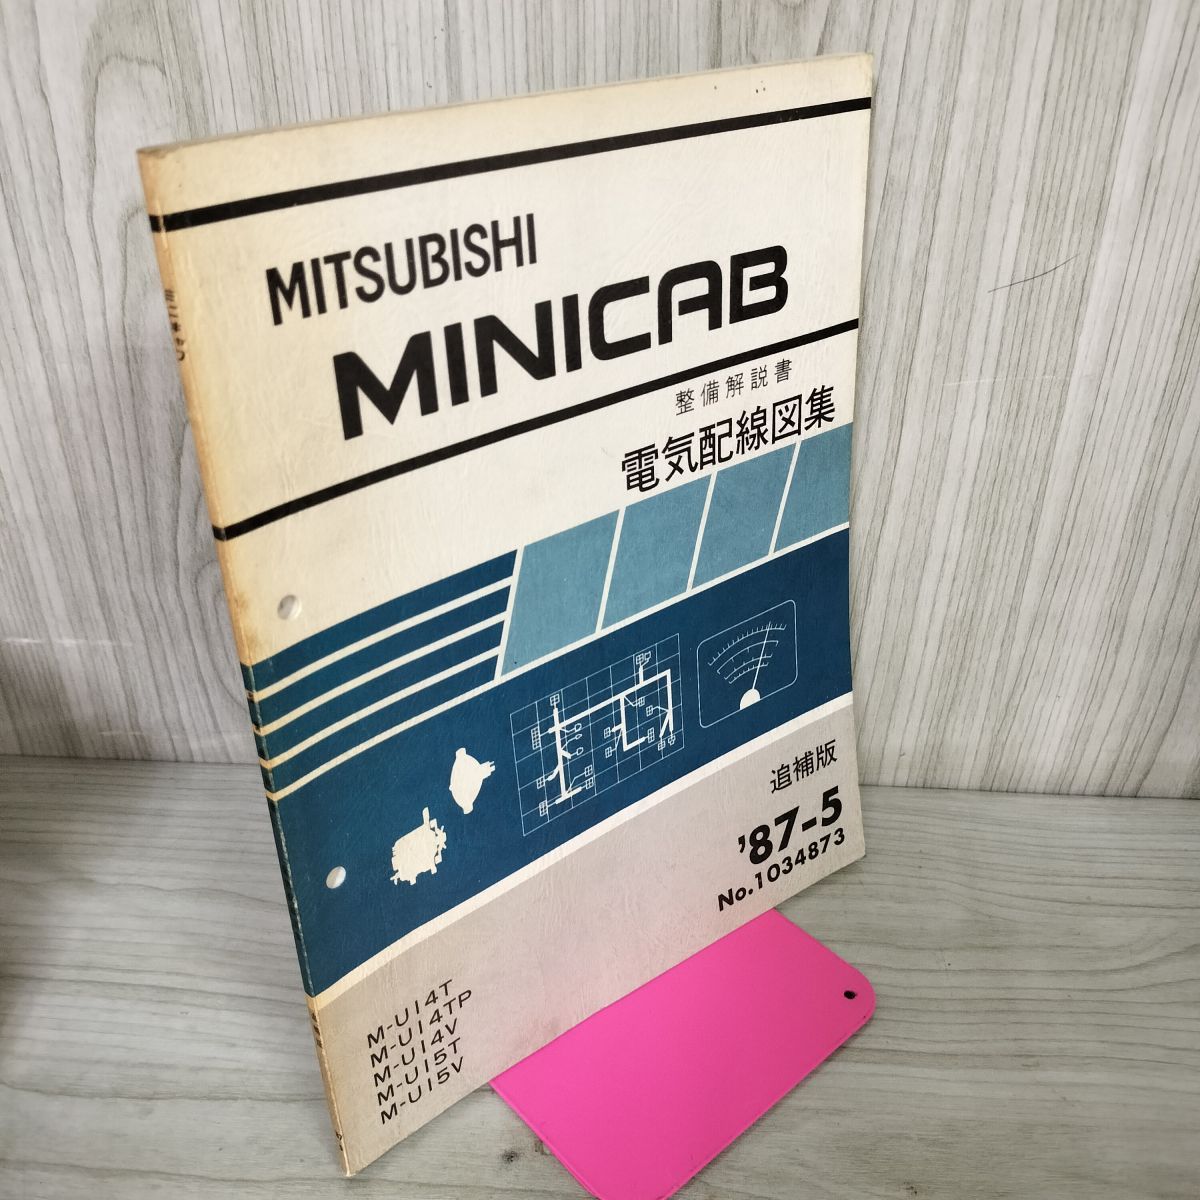 MITSUBISHI
MINICAB
整備解説書
電気配線図集
追補版
'87-5
No.1034873
M-U14T
M-U14TP
M-U14V
M-U15T
M-U15V